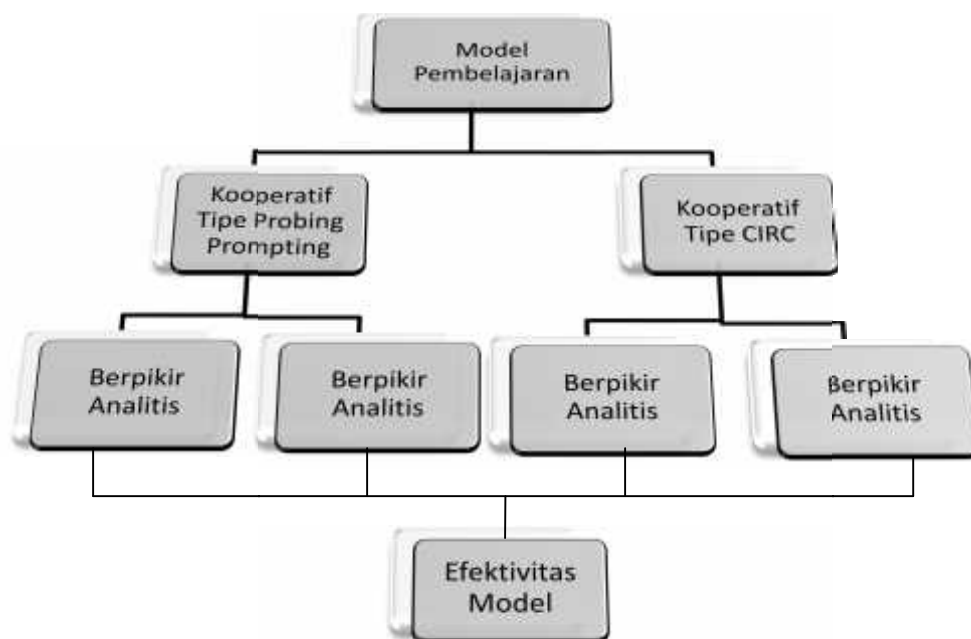 Model
Pembelajaran
Kooperatif
Tipe Probing
Prompting
Kooperatif
Tipe CIRC
Berpikir
Analitis
Berpikir
Analitis
Berpikir
Analitis
Berpikir
Analitis
Efektivitas
Model